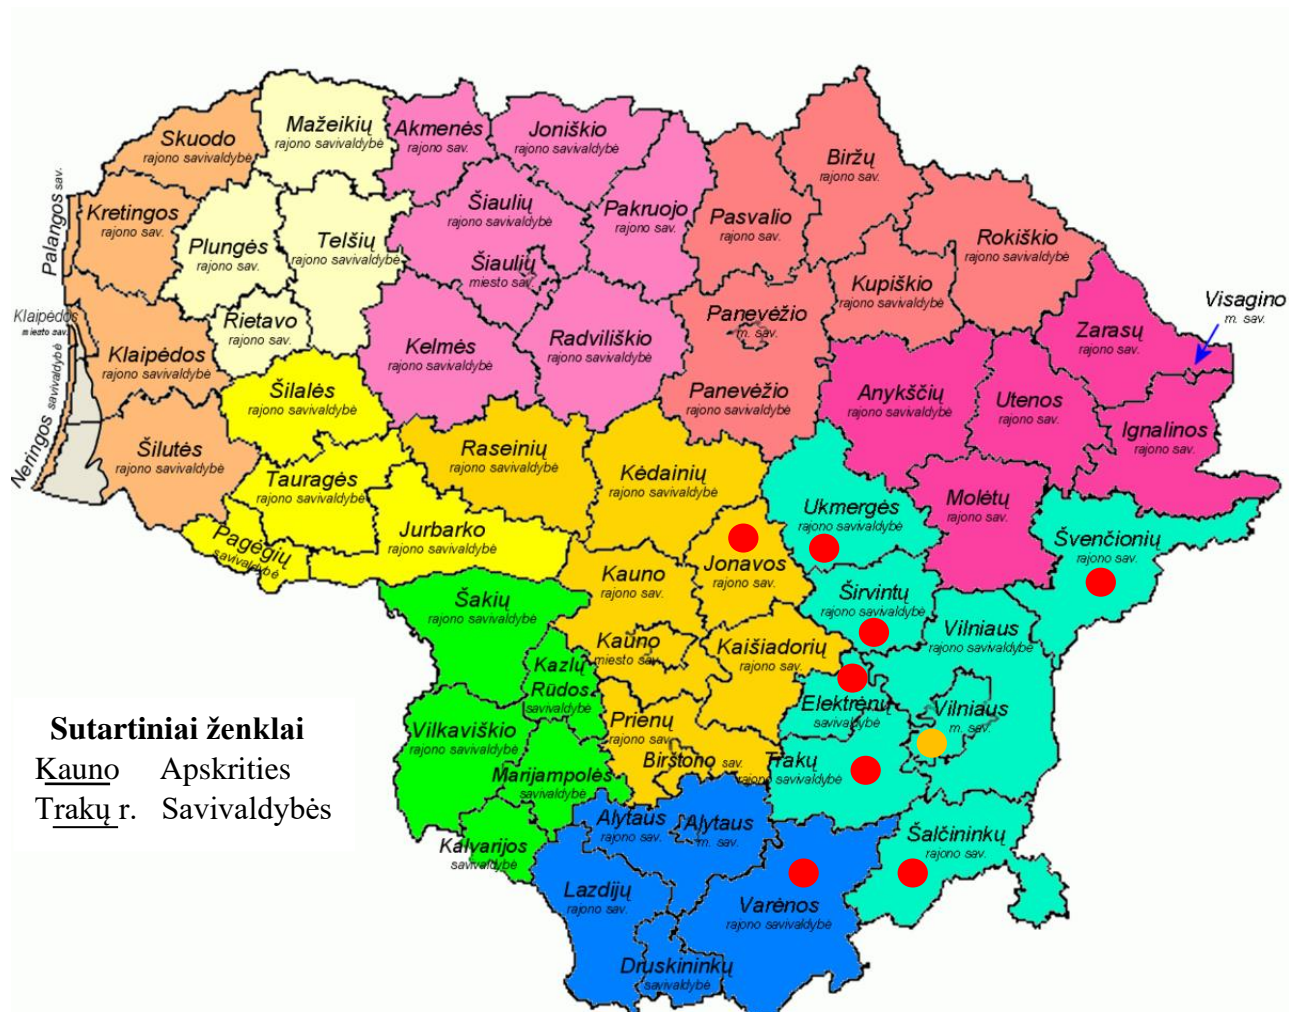 Skuodo
rajono savivaldybė
Mažeikių
rajono savivaldybė
Akmenės
rajono sav.
Joniškio
rajono savivaldybė
Biržų
rajono sav.
Palangos sav.
Kretingos
rajono sav.
Plungės
rajono sav.
Telšių
rajono savivaldybė
Šiaulių
rajono savivaldybė
Pakruojo
rajono sav.
Pasvalio
rajono sav.
Rokiškio
rajono savivaldybė
Šiaulių
miesto sav.
Kupiškio
rajono savivaldybė
Visagino
m. sav.
Klaipėdos
miesto sav.
Rietavo
rajono sav.
Panevėžio
m. sav.
Zarasų
rajono sav.
Neringos savivaldybė
Klaipėdos
rajono savivaldybė
Kelmės
rajono savivaldybė
Radviliškio
rajono savivaldybė
Šilalės
rajono savivaldybė
Panevėžio
rajono savivaldybė
Anykščių
rajono savivaldybė
Utenos
rajono sav.
Ignalinos
rajono sav.
Šilutės
rajono savivaldybė
Raseinių
rajono savivaldybė
Kėdainių
rajono savivaldybė
Tauragės
rajono savivaldybė
Ukmergės
rajono savivaldybė
Molėtų
rajono sav.
Pagėgių
savivaldybė
Jurbarko
rajono savivaldybė
Jonavos
rajono sav.
Švenčionių
rajono sav.
Šakių
rajono savivaldybė
Kauno
rajono sav.
Širvintų
rajono savivaldybė
Vilniaus
rajono savivaldybė
Kauno
miesto sav.
Kaišiadorių
rajono sav.
Kazlų
Rūdos
savivaldybė
Elektrėnų
savivaldybė
Vilniaus
m. sav.
Vilkaviškio
rajono savivaldybė
Prienų
rajono sav.
Birštono sav.
Trakų
rajono savivaldybė
Marijampolės
savivaldybė
Sutartiniai ženklai
Kauno Apskrities
Trakų r. Savivaldybės
Kalvarijos
savivaldybė
Alytaus
rajono sav.
Alytaus
m. sav.
Šalčininkų
rajono sav.
Lazdijų
rajono sav.
Varėnos
rajono savivaldybė
Druskininkų
savivaldybė